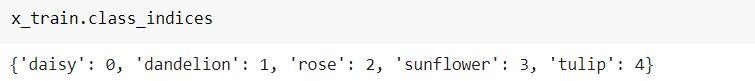 x_train.class_indices
{'daisy': 0, 'dandelion': 1, 'rose': 2, 'sunflower': 3, 'tulip': 4}